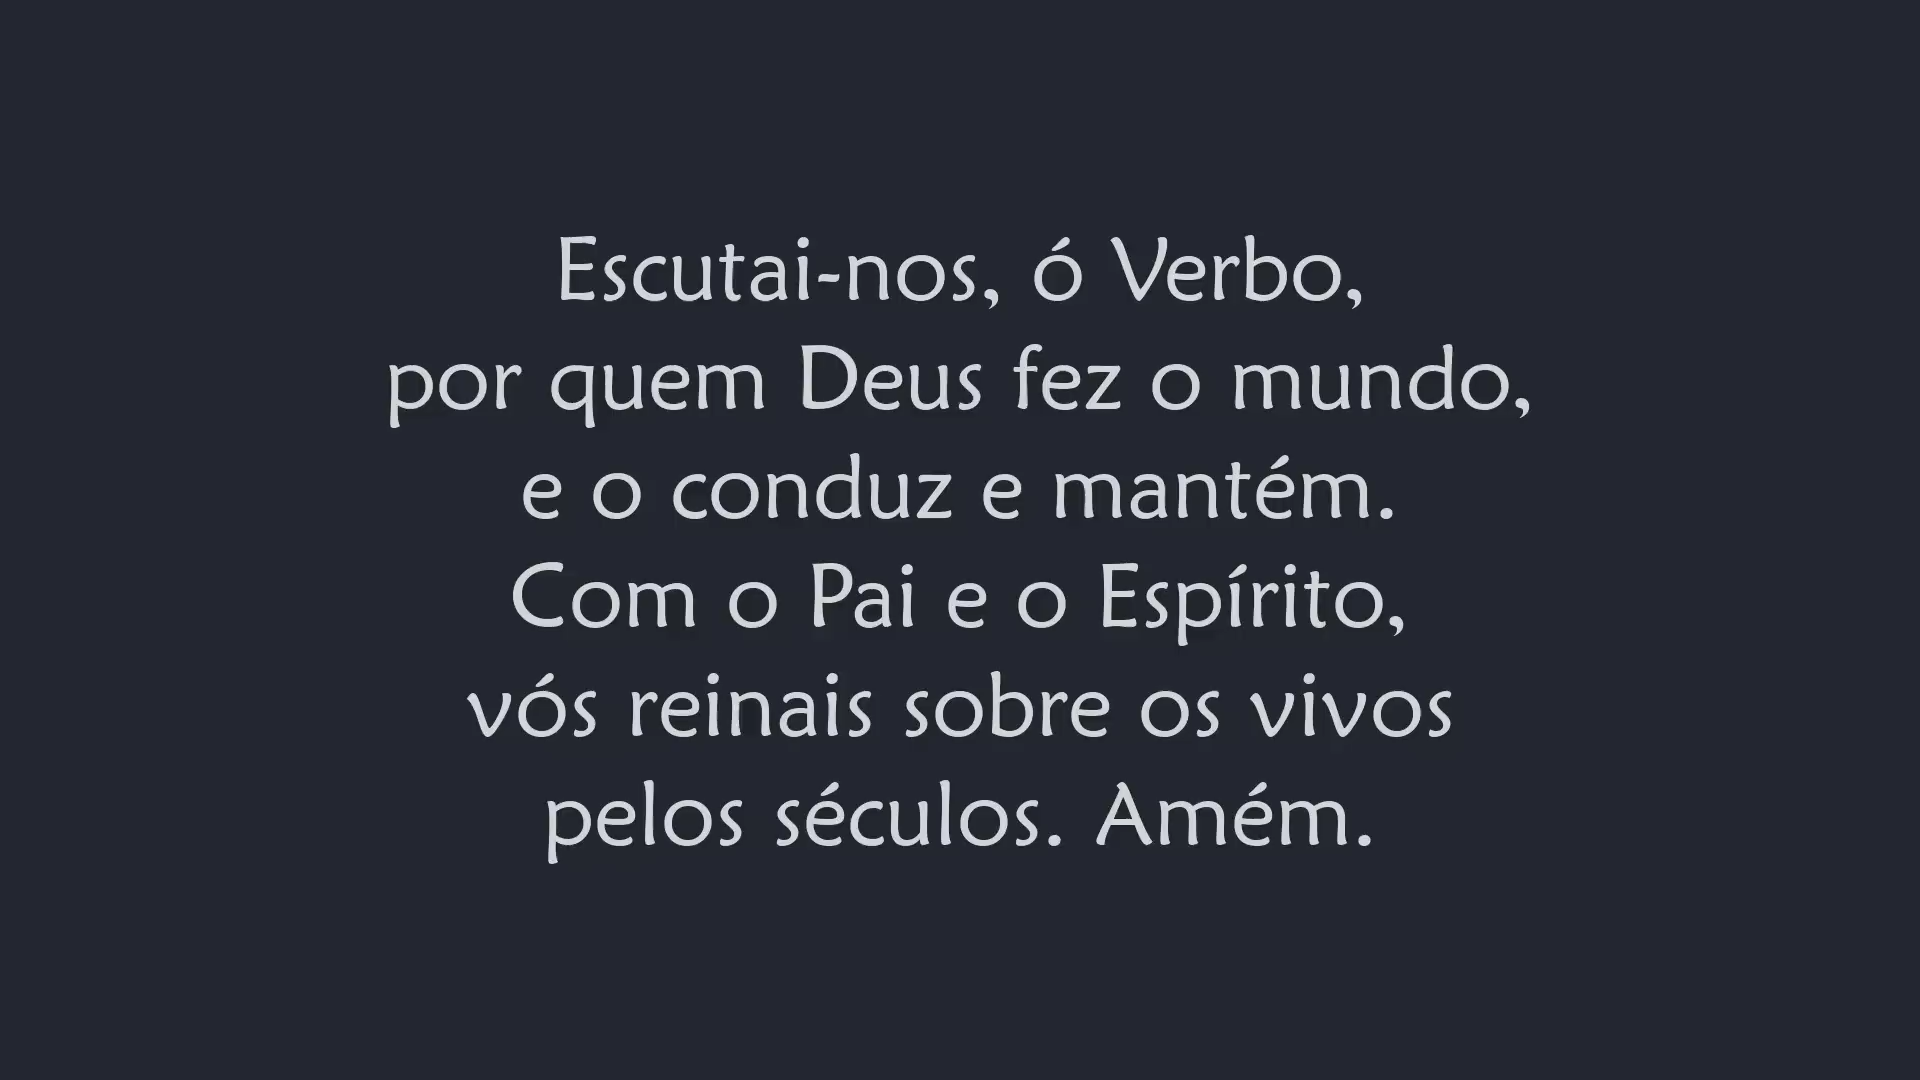 Escutai-nos, ó Verbo,
por quem Deus fez o mundo,
e o conduz e mantém.
Com o Pai e o Espírito,
vós reinais sobre os vivos
pelos séculos. Amém.